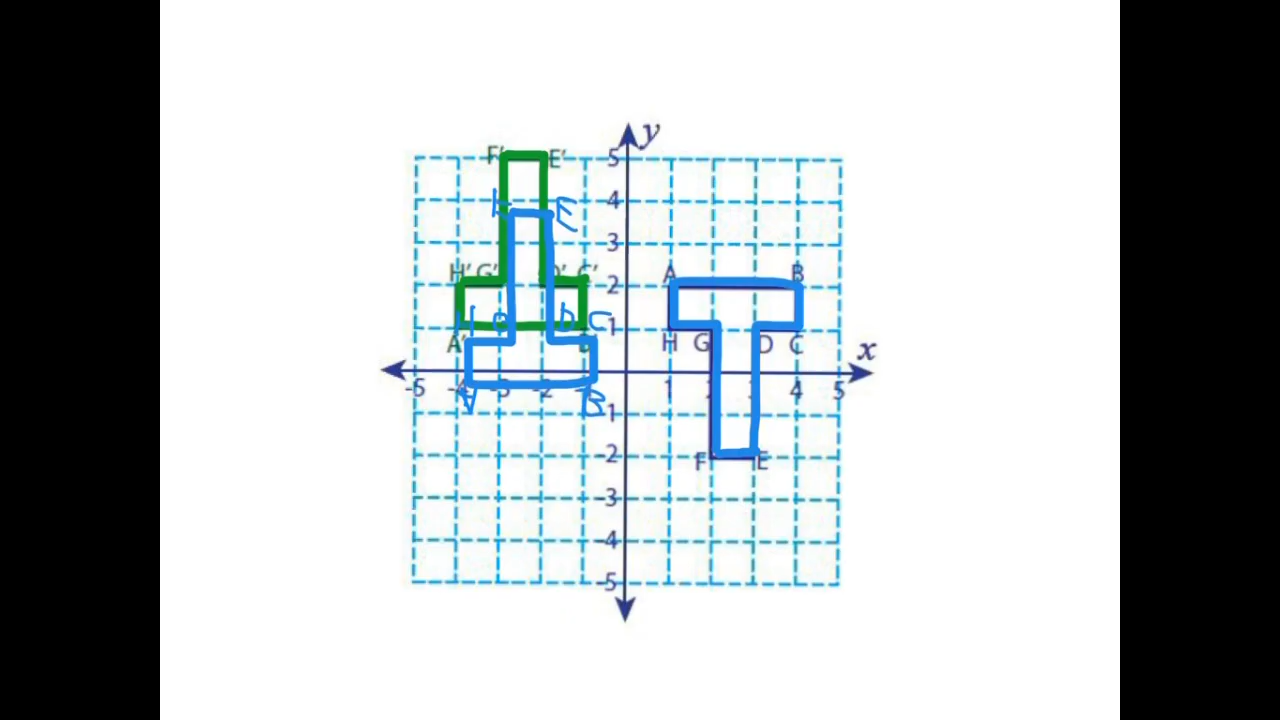 y
F' E' 5
F E 4
3
H' G' D' C' 2 A B
H G D C 1
A' B' H G D C x
-5 -4 -3 -2 1 2 3 4 5
A B -1
-2 F E
-3
-4
-5